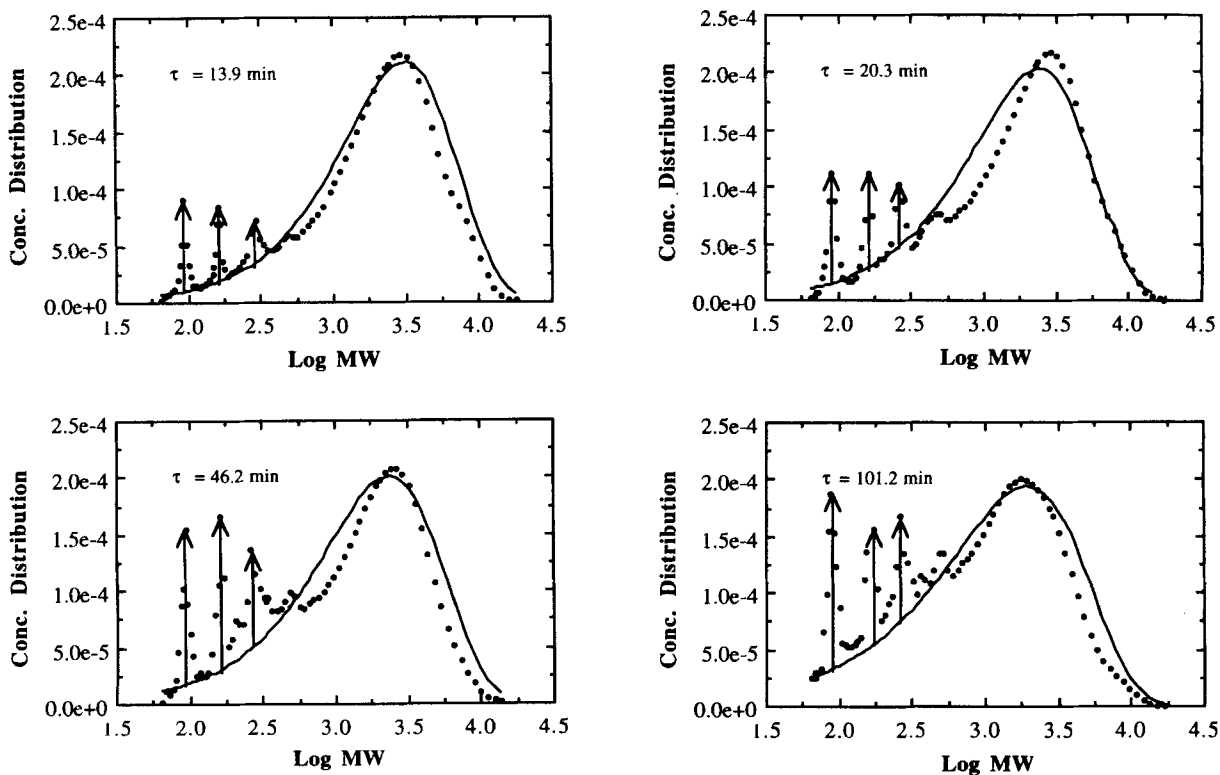 2.5e-4
2.0e-4
1.5e-4
1.0e-4
5.0e-5
0.0e+0
Conc. Distribution
τ = 13.9 min
1.5 2.0 2.5 3.0 3.5 4.0 4.5
Log MW
2.5e-4
2.0e-4
1.5e-4
1.0e-4
5.0e-5
0.0e+0
Conc. Distribution
τ = 20.3 min
1.5 2.0 2.5 3.0 3.5 4.0 4.5
Log MW
2.5e-4
2.0e-4
1.5e-4
1.0e-4
5.0e-5
0.0e+0
Conc. Distribution
τ = 46.2 min
1.5 2.0 2.5 3.0 3.5 4.0 4.5
Log MW
2.5e-4
2.0e-4
1.5e-4
1.0e-4
5.0e-5
0.0e+0
Conc. Distribution
τ = 101.2 min
1.5 2.0 2.5 3.0 3.5 4.0 4.5
Log MW